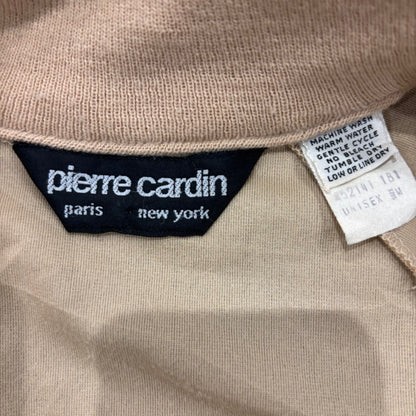 pierre cardin
paris new york
MACHINE WASH
WARM WATER
GENTLE CYCLE
NO BLEACH
TUMBLE DRY
LOW OR LINE DRY
UNISEX